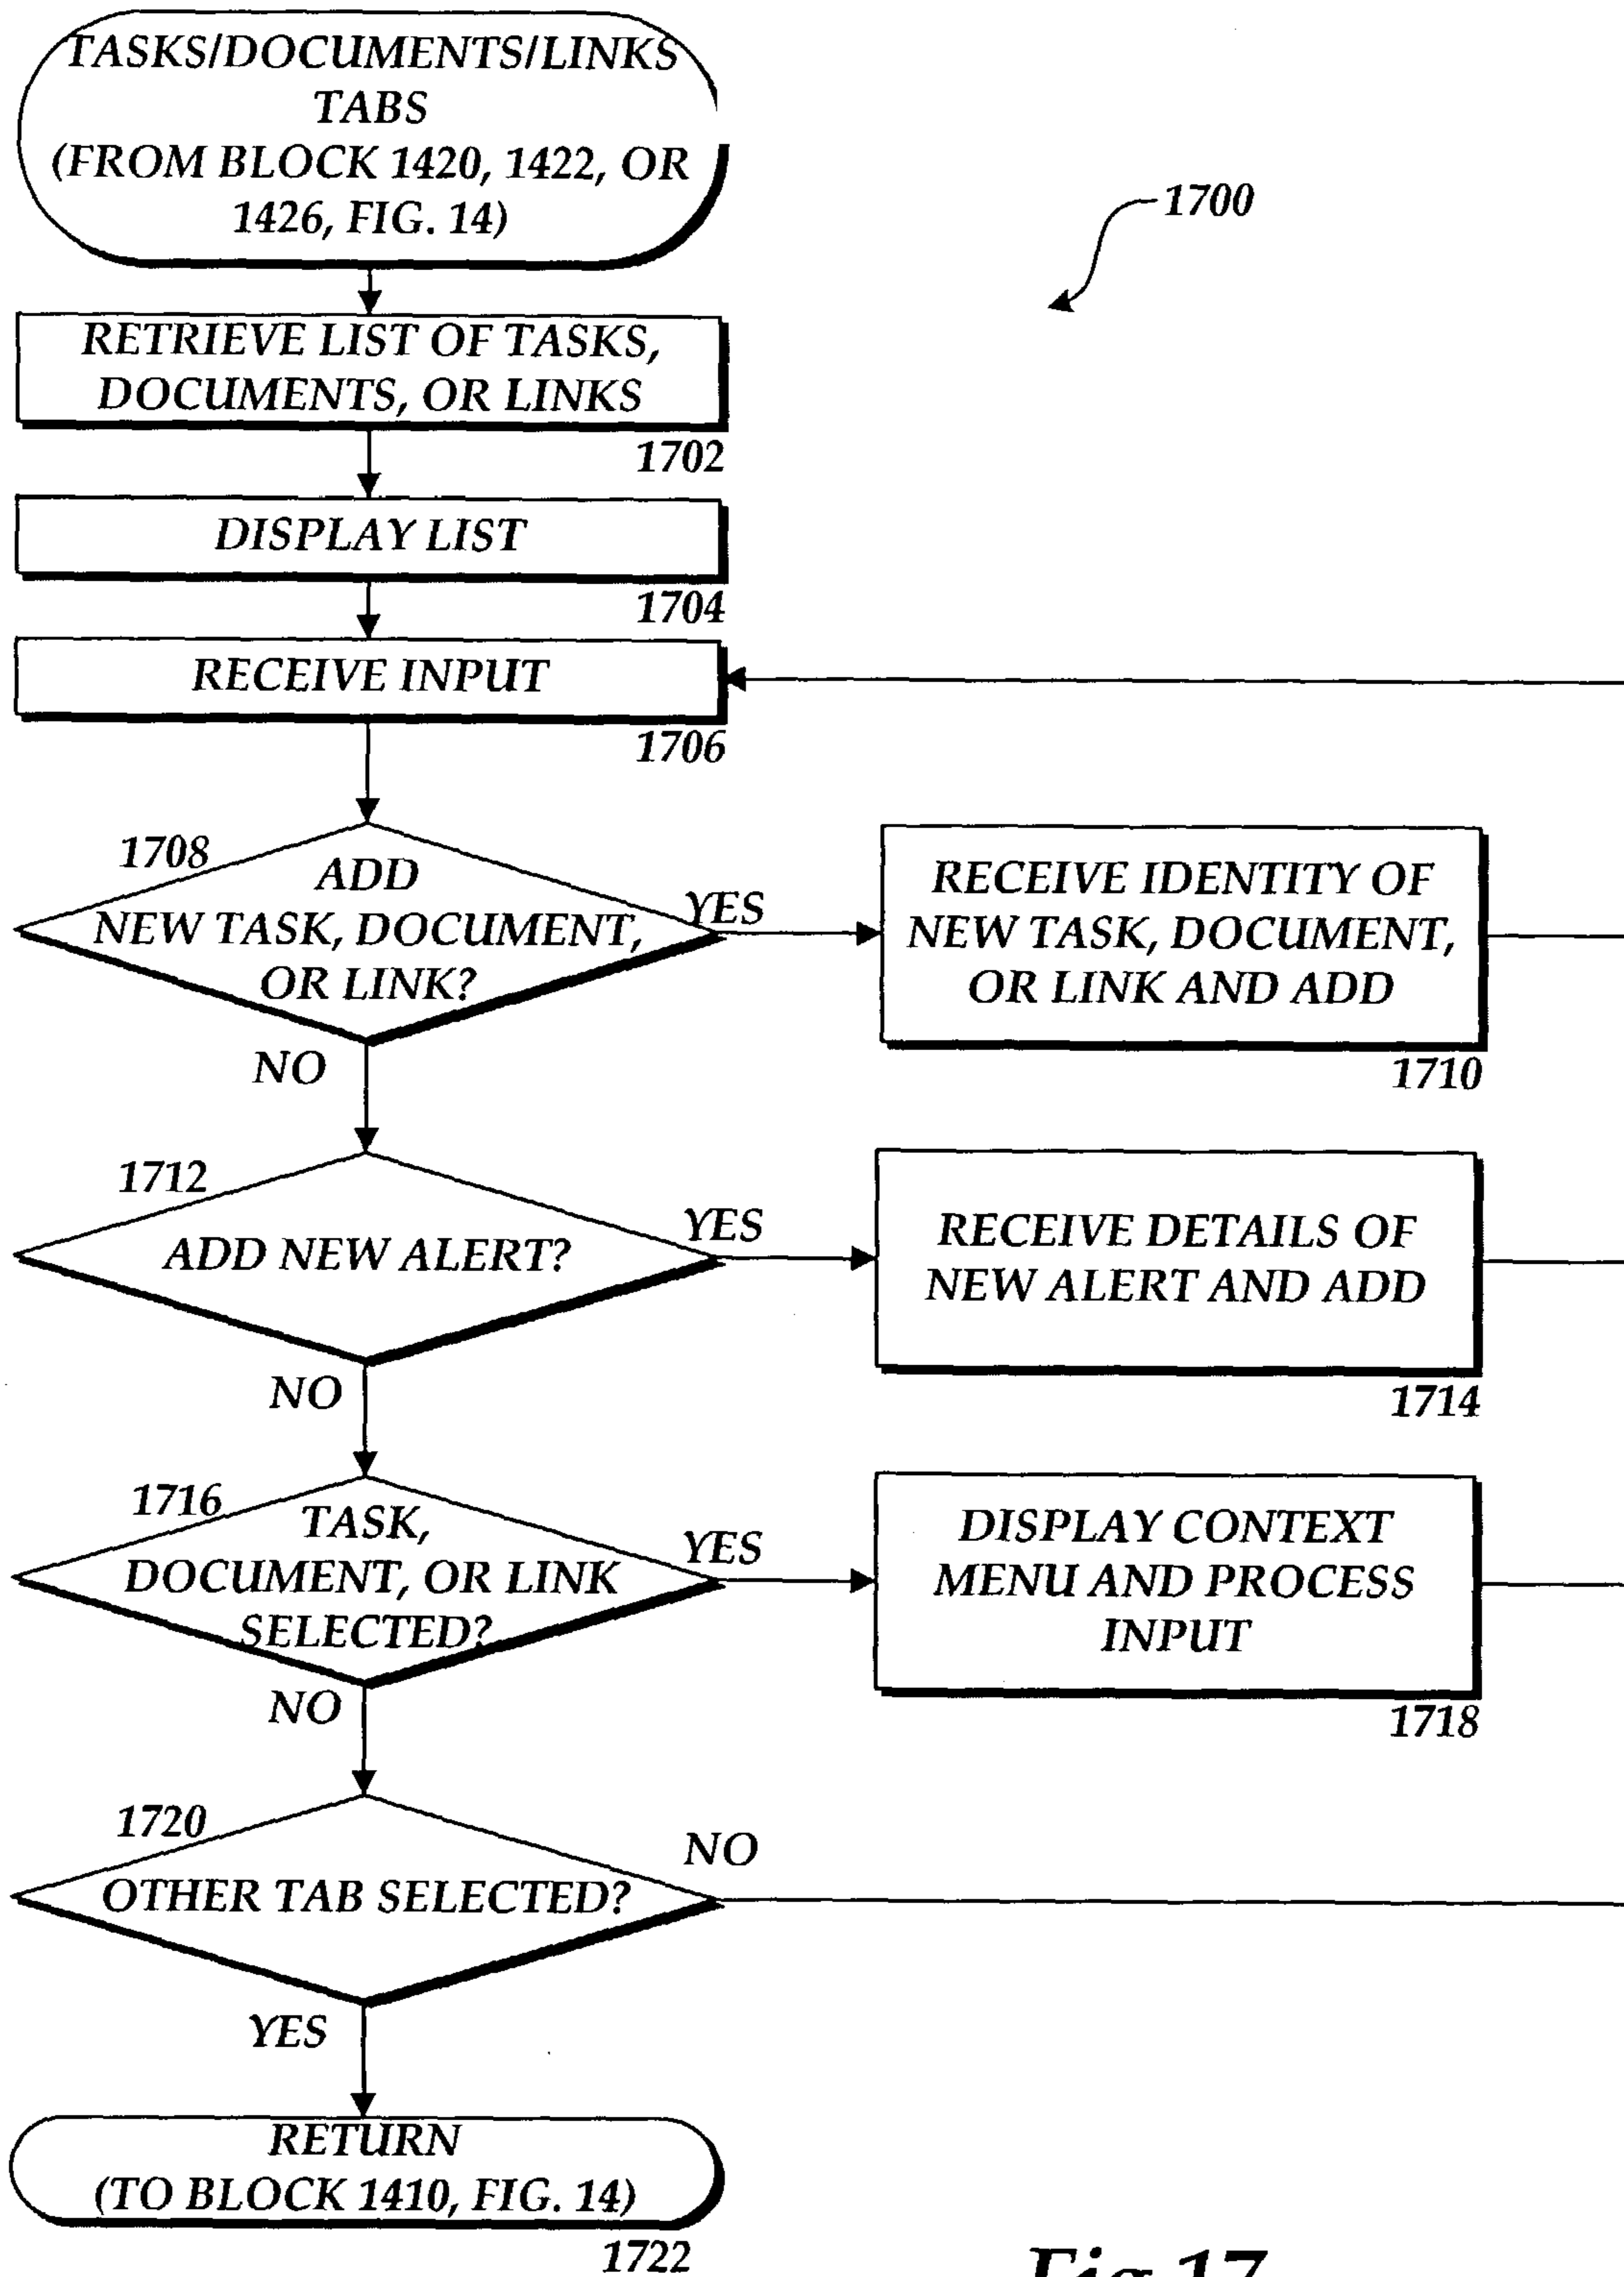 TASKS/DOCUMENTS/LINKS
TABS
(FROM BLOCK 1420, 1422, OR
1426, FIG. 14)
1700
RETRIEVE LIST OF TASKS,
DOCUMENTS, OR LINKS
1702
DISPLAY LIST
1704
RECEIVE INPUT
1706
1708
ADD
NEW TASK, DOCUMENT,
OR LINK?
YES
NO
RECEIVE IDENTITY OF
NEW TASK, DOCUMENT,
OR LINK AND ADD
1710
1712
ADD NEW ALERT?
YES
NO
RECEIVE DETAILS OF
NEW ALERT AND ADD
1714
1716
TASK,
DOCUMENT, OR LINK
SELECTED?
YES
NO
DISPLAY CONTEXT
MENU AND PROCESS
INPUT
1718
1720
OTHER TAB SELECTED?
NO
YES
RETURN
(TO BLOCK 1410, FIG. 14)
1722
Fig.17